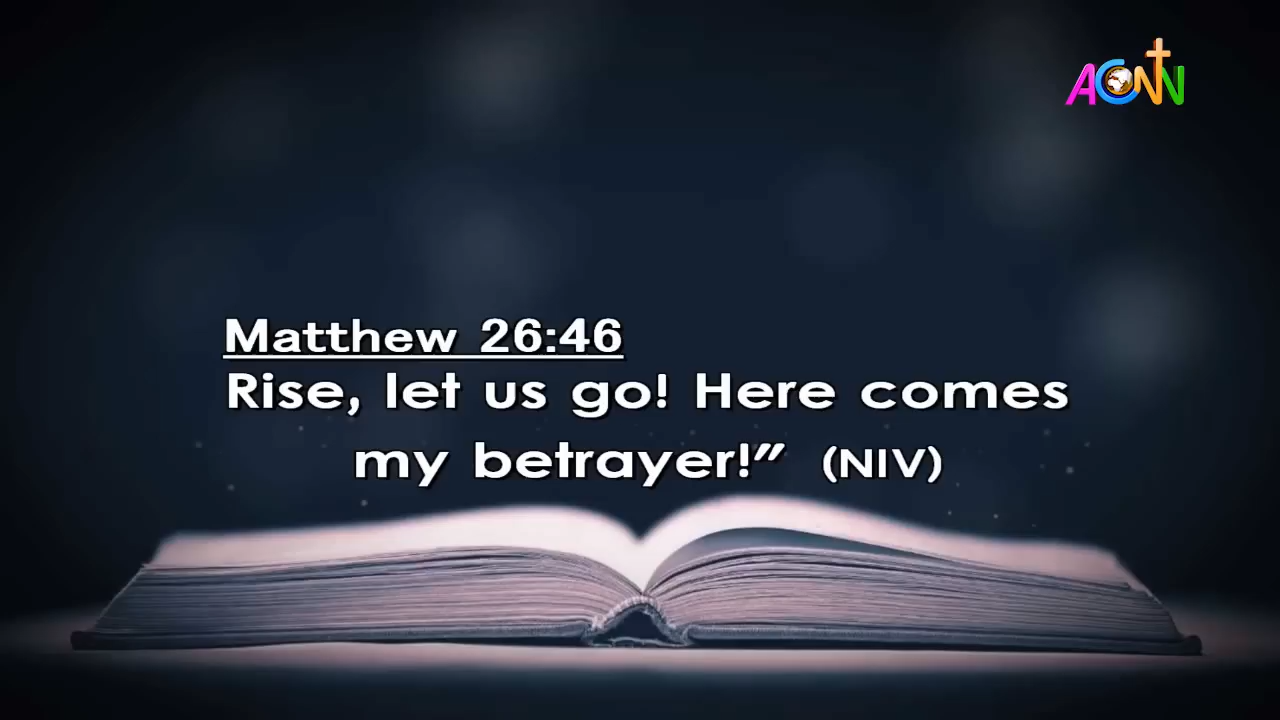 ACNN
Matthew 26:46
Rise, let us go! Here comes
my betrayer!” (NIV)